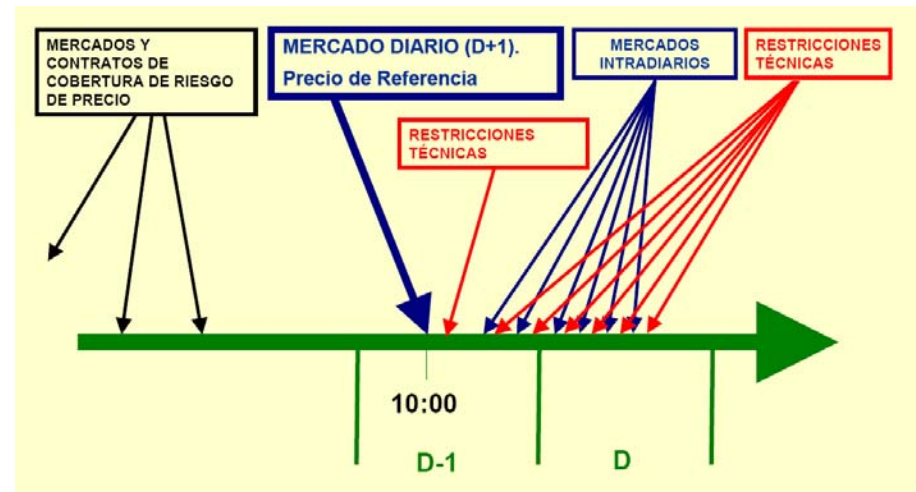 MERCADOS Y
CONTRATOS DE
COBERTURA DE RIESGO
DE PRECIO
MERCADO DIARIO (D+1).
Precio de Referencia
MERCADOS
INTRADIARIOS
RESTRICCIONES
TÉCNICAS
RESTRICCIONES
TÉCNICAS
10:00
D-1
D